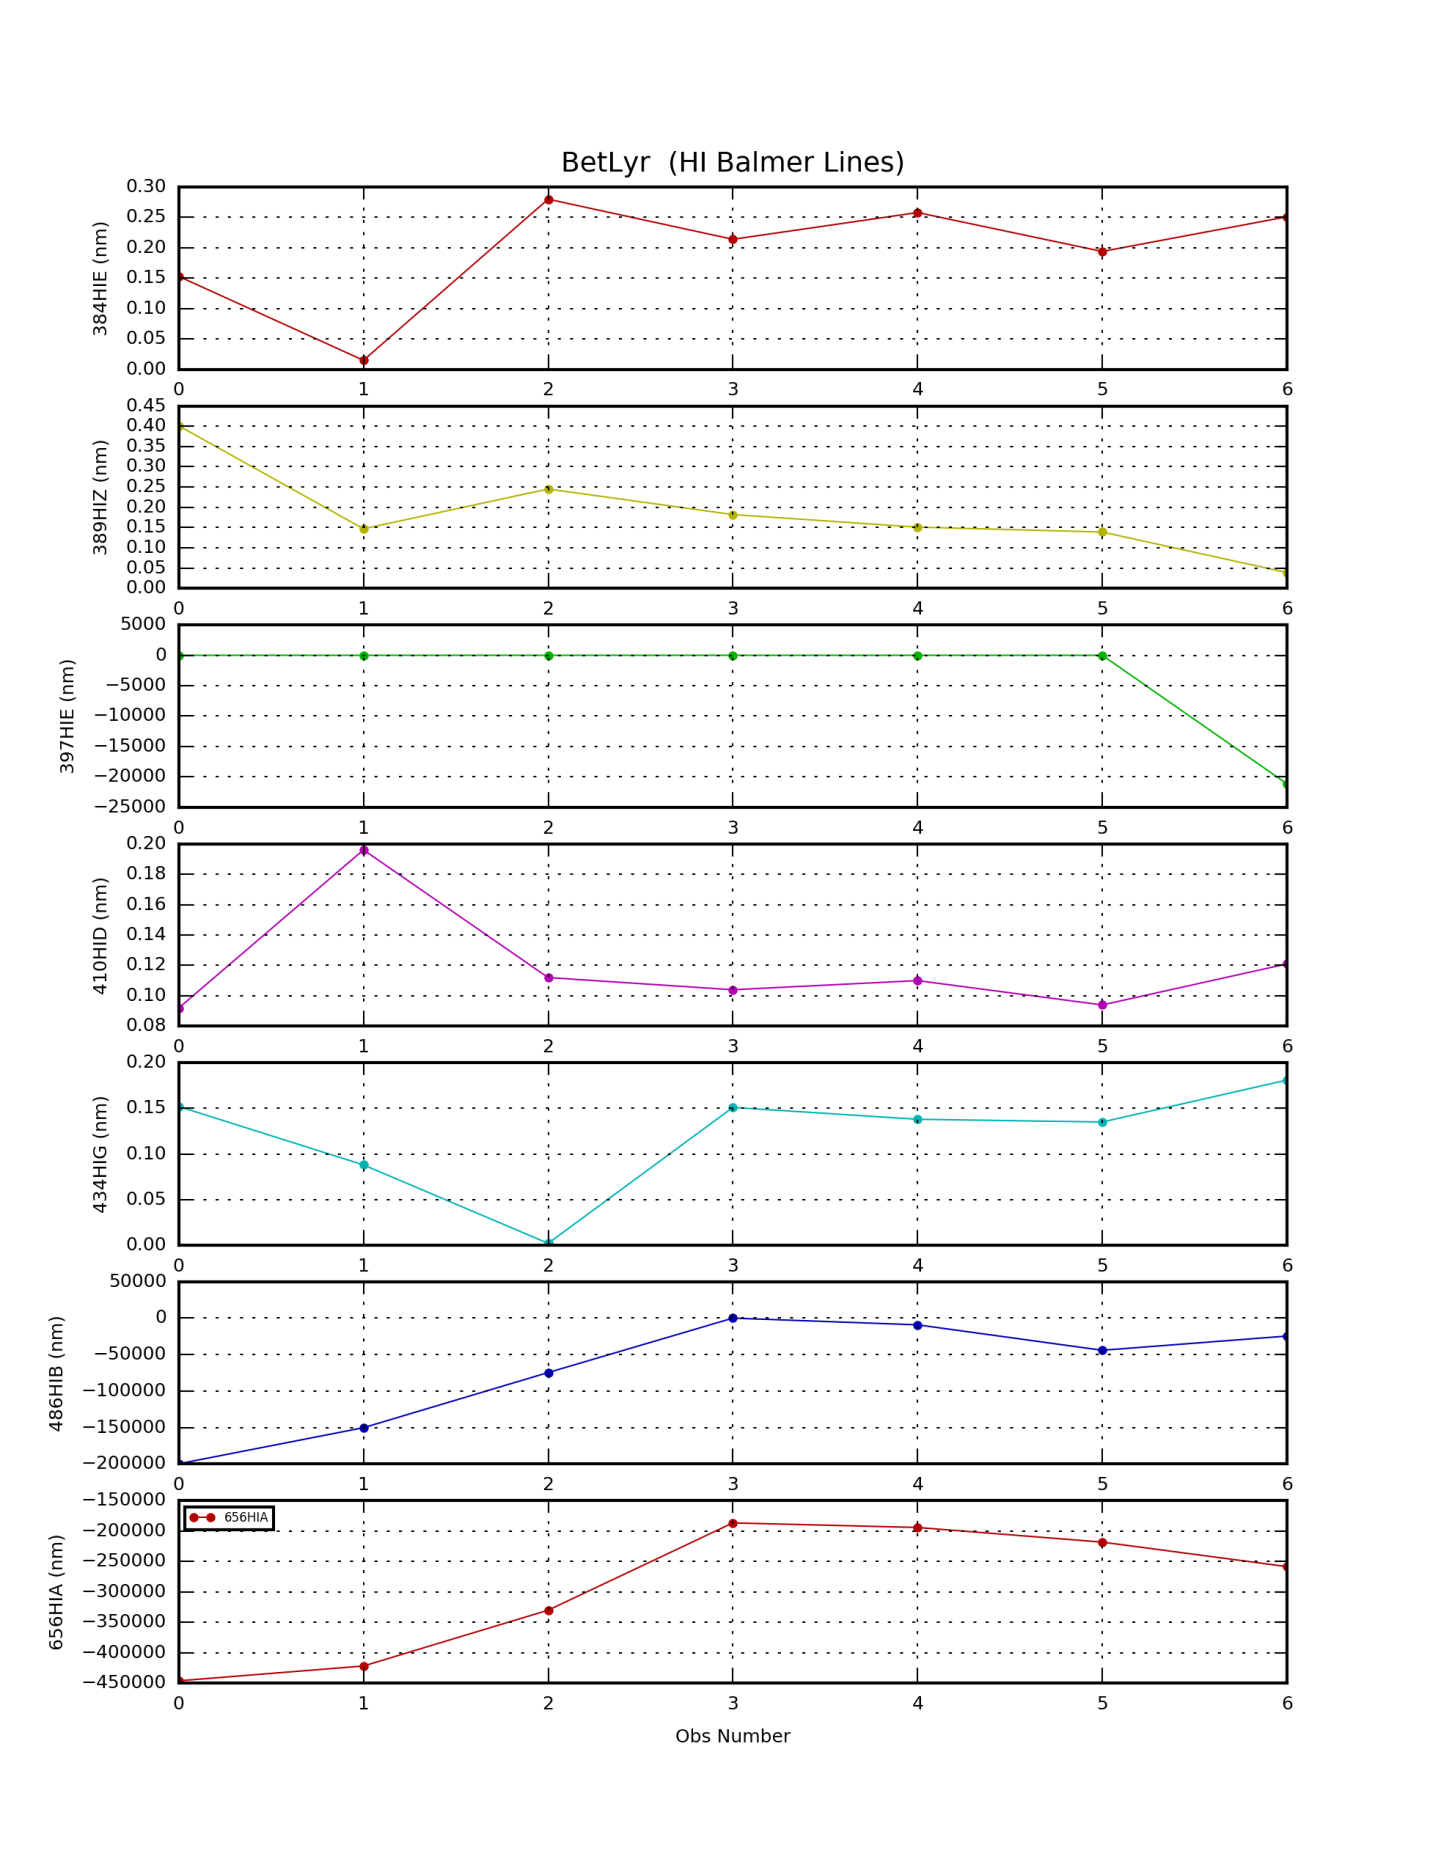 BetLyr  (HI Balmer Lines)
384HIE (nm)
0.30
0.25
0.20
0.15
0.10
0.05
0.00
0 1 2 3 4 5 6
389HIZ (nm)
0.45
0.40
0.35
0.30
0.25
0.20
0.15
0.10
0.05
0.00
0 1 2 3 4 5 6
397HIE (nm)
5000
0
−5000
−10000
−15000
−20000
−25000
0 1 2 3 4 5 6
410HID (nm)
0.20
0.18
0.16
0.14
0.12
0.10
0.08
0 1 2 3 4 5 6
434HIG (nm)
0.20
0.15
0.10
0.05
0.00
0 1 2 3 4 5 6
486HIB (nm)
50000
0
−50000
−100000
−150000
−200000
0 1 2 3 4 5 6
656HIA (nm)
−150000
−200000
−250000
−300000
−350000
−400000
−450000
656HIA
0 1 2 3 4 5 6
Obs Number